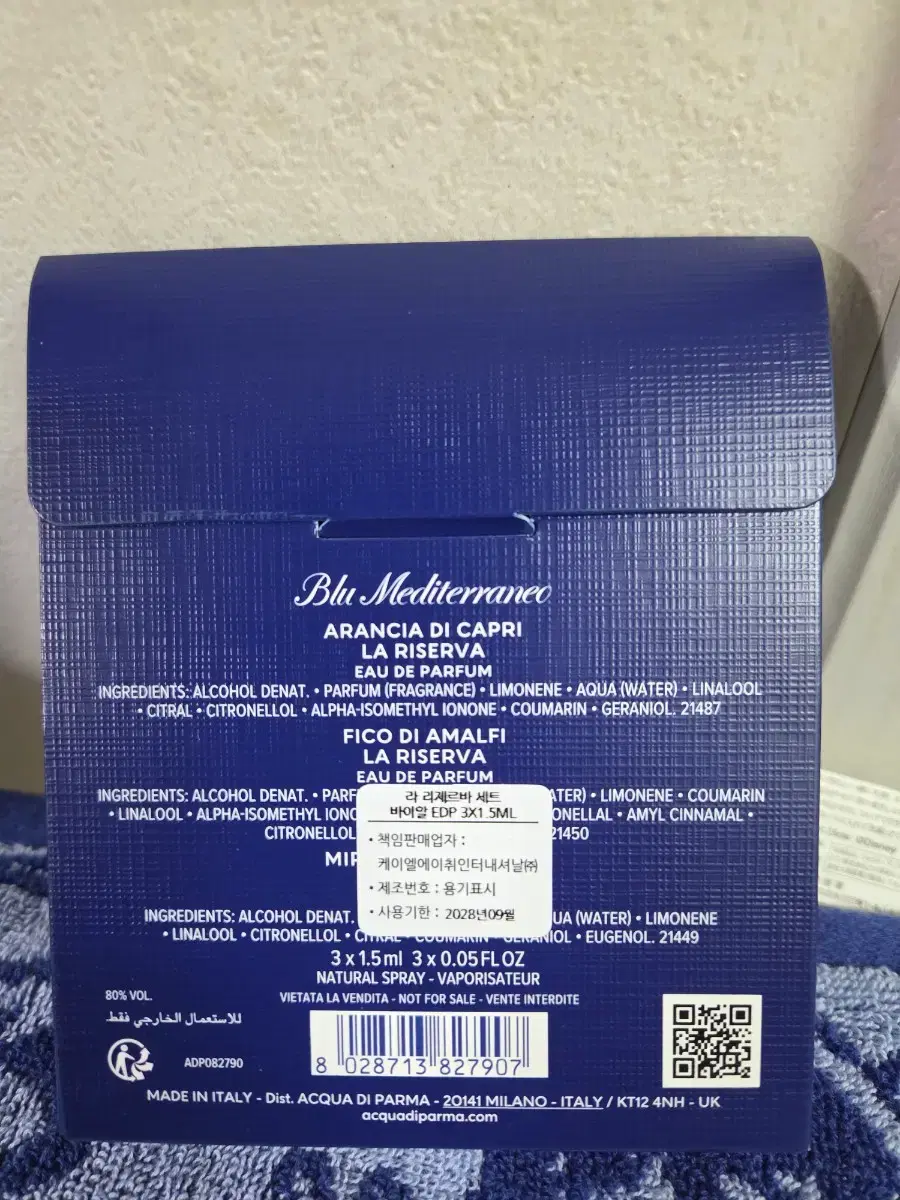 Blu Mediterraneo
ARANCIA DI CAPRI
LA RISERVA
EAU DE PARFUM
INGREDIENTS: ALCOHOL DENAT. • PARFUM (FRAGRANCE) • LIMONENE • AQUA (WATER) • LINALOOL
• CITRAL • CITRONELLOL • ALPHA-ISOMETHYL IONONE • COUMARIN • GERANIOL. 21487
FICO DI AMALFI
LA RISERVA
EAU DE PARFUM
INGREDIENTS: ALCOHOL DENAT. • LIMONENE • COUMARIN
• LINALOOL • ALPHA-ISOMETHYL • AMYL CINNAMAL •
CITRONELLOL 21450
라 리제르바 세트
바이알 EDP 3X1.5ML
• 책임판매업자 :
케이엘에이취인터내셔날㈜
• 제조번호 : 용기표시
• 사용기한 : 2028년09월
INGREDIENTS: ALCOHOL DENAT. (WATER) • LIMONENE
• LINALOOL • CITRONELLOL • CITRAL • COUMARIN • GERANIOL • EUGENOL. 21449
3 x 1.5 ml 3 x 0.05 FL OZ
NATURAL SPRAY - VAPORISATEUR
VIETATA LA VENDITA - NOT FOR SALE - VENTE INTERDITE
80% VOL.
للاستعمال الخارجي فقط.
ADP082790
8 028713 827907
MADE IN ITALY - Dist. ACQUA DI PARMA - 20141 MILANO - ITALY / KT12 4NH - UK
acquadiparma.com